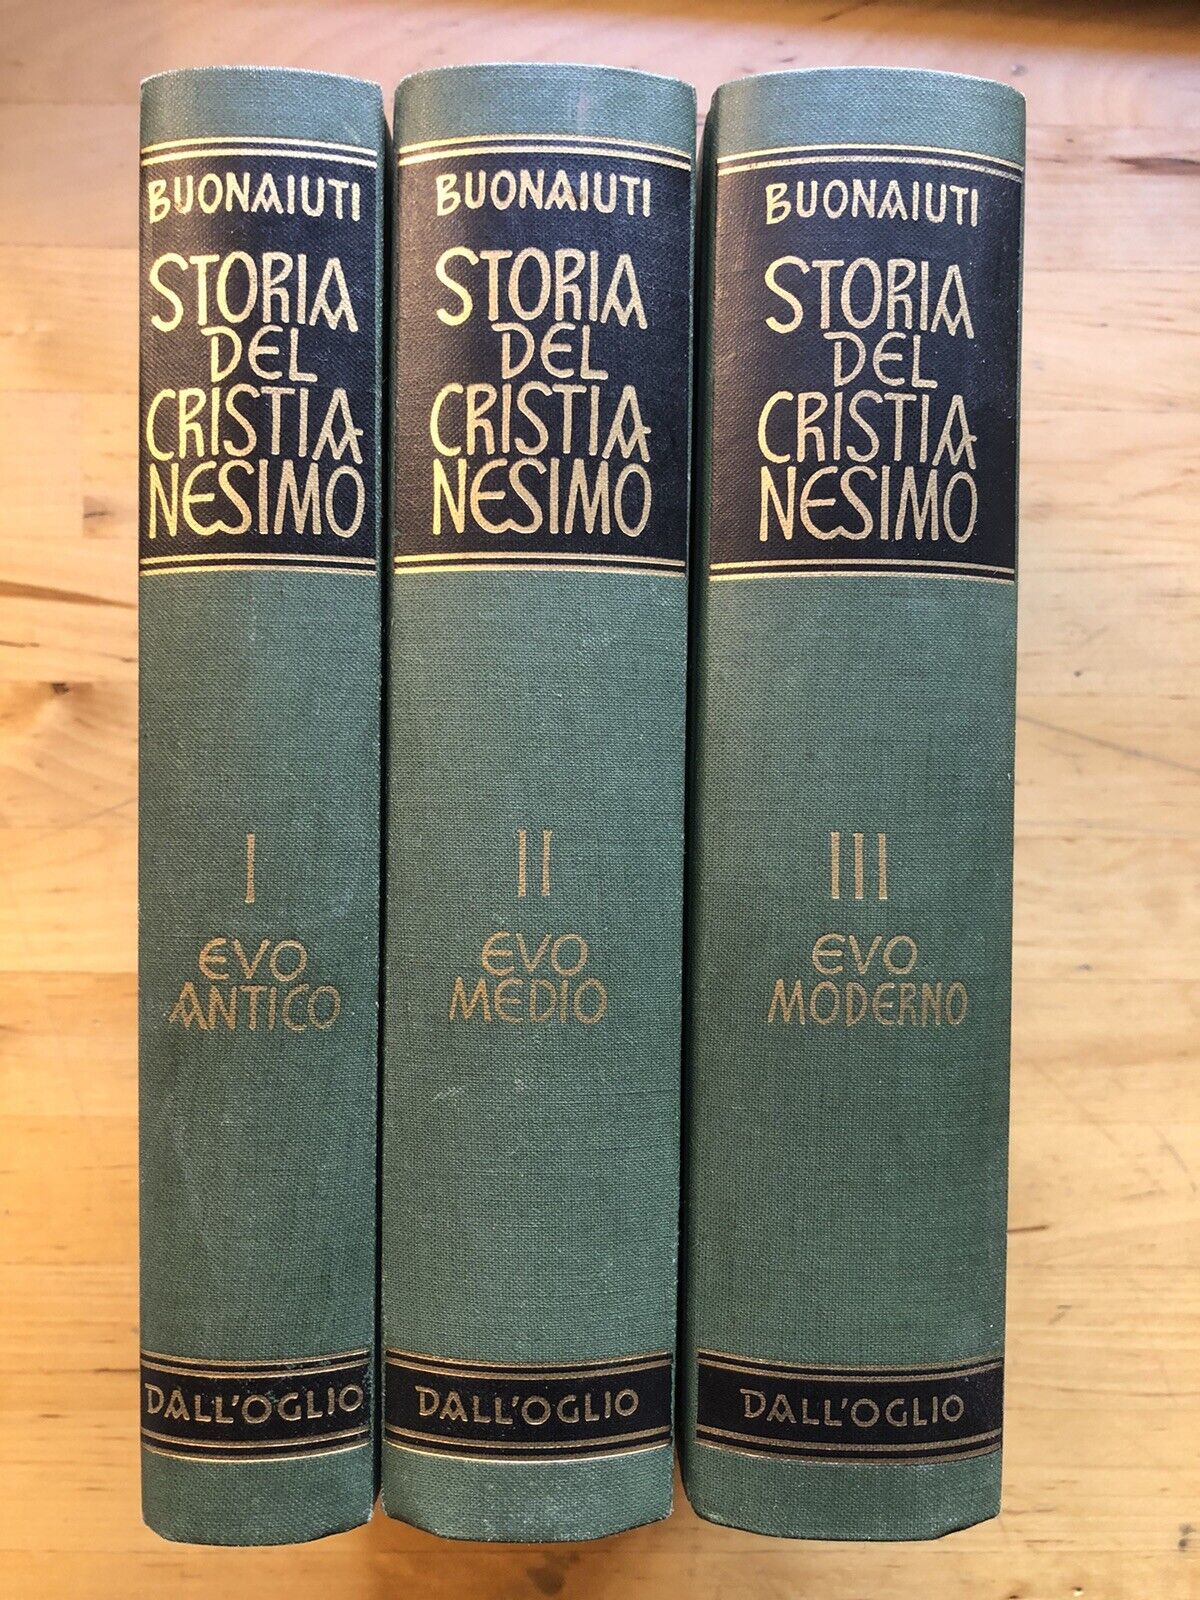 BUONAIUTI
STORIA
DEL
CRISTIA
NESIMO
I
EVO
ANTICO
DALL'OGLIO
BUONAIUTI
STORIA
DEL
CRISTIA
NESIMO
II
EVO
MEDIO
DALL'OGLIO
BUONAIUTI
STORIA
DEL
CRISTIA
NESIMO
III
EVO
MODERNO
DALL'OGLIO